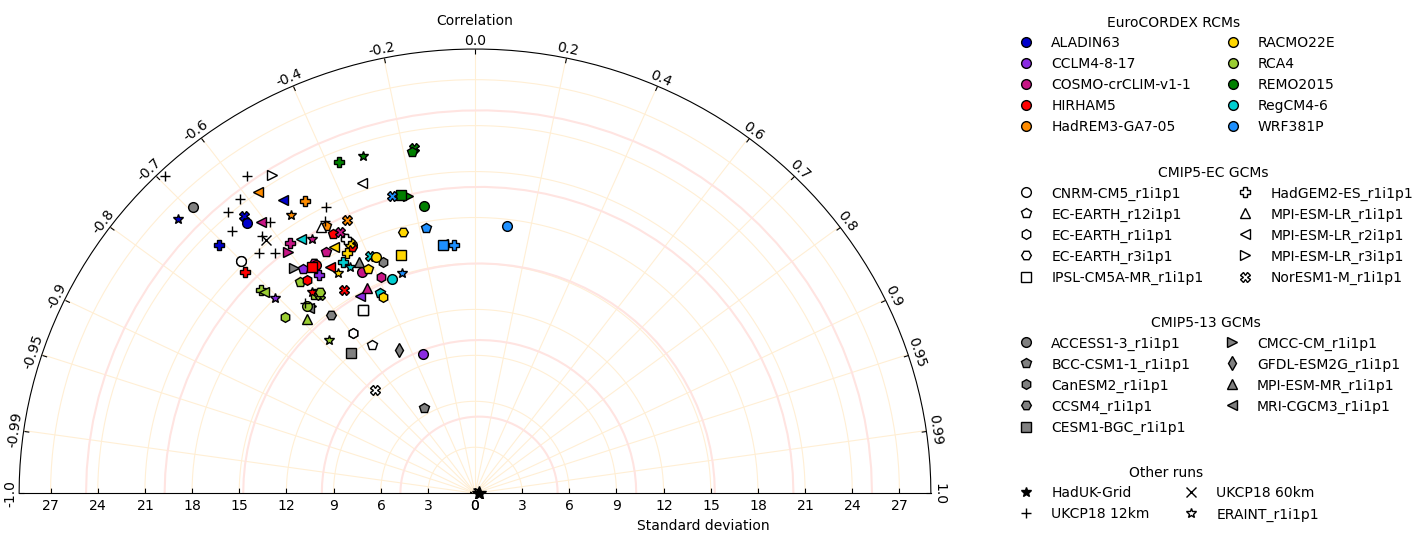 Correlation
0.0
-0.2 0.2
-0.4 0.4
-0.6 0.6
-0.7 0.7
-0.8 0.8
-0.9 0.9
-0.95 0.95
-0.99 0.99
-1.0 1.0
27 24 21 18 15 12 9 6 3 0 0 3 6 9 12 15 18 21 24 27
Standard deviation
EuroCORDEX RCMs
ALADIN63 RACMO22E
CCLM4-8-17 RCA4
COSMO-crCLIM-v1-1 REMO2015
HIRHAM5 RegCM4-6
HadREM3-GA7-05 WRF381P
CMIP5-EC GCMs
CNRM-CM5_r1i1p1 HadGEM2-ES_r1i1p1
EC-EARTH_r12i1p1 MPI-ESM-LR_r1i1p1
EC-EARTH_r1i1p1 MPI-ESM-LR_r2i1p1
EC-EARTH_r3i1p1 MPI-ESM-LR_r3i1p1
IPSL-CM5A-MR_r1i1p1 NorESM1-M_r1i1p1
CMIP5-13 GCMs
ACCESS1-3_r1i1p1 CMCC-CM_r1i1p1
BCC-CSM1-1_r1i1p1 GFDL-ESM2G_r1i1p1
CanESM2_r1i1p1 MPI-ESM-MR_r1i1p1
CCSM4_r1i1p1 MRI-CGCM3_r1i1p1
CESM1-BGC_r1i1p1
Other runs
HadUK-Grid UKCP18 60km
UKCP18 12km ERAINT_r1i1p1